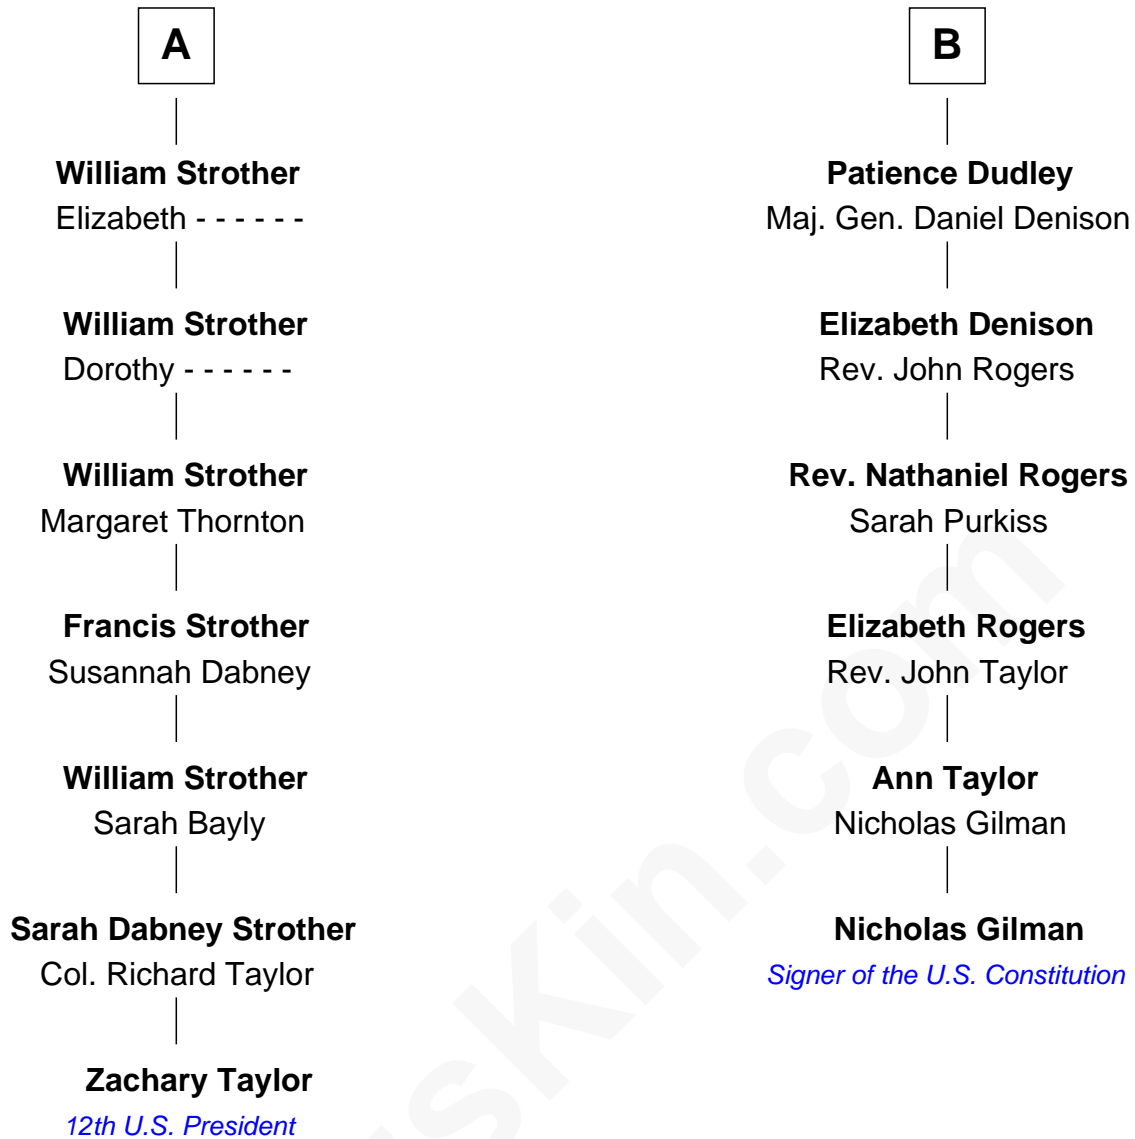 A
William Strother
Elizabeth - - - - - -
William Strother
Dorothy - - - - - -
William Strother
Margaret Thornton
Francis Strother
Susannah Dabney
William Strother
Sarah Bayly
Sarah Dabney Strother
Col. Richard Taylor
Zachary Taylor
12th U.S. President
B
Patience Dudley
Maj. Gen. Daniel Denison
Elizabeth Denison
Rev. John Rogers
Rev. Nathaniel Rogers
Sarah Purkiss
Elizabeth Rogers
Rev. John Taylor
Ann Taylor
Nicholas Gilman
Nicholas Gilman
Signer of the U.S. Constitution
sKin.com